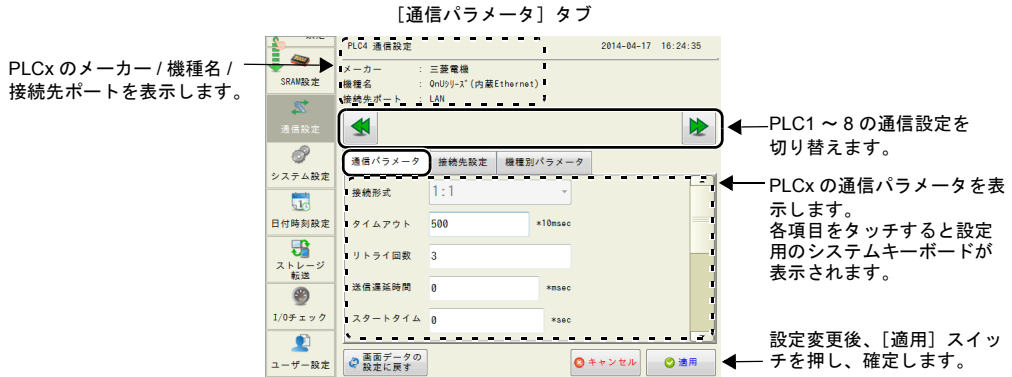 ［通信パラメータ］タブ
PLCx のメーカー / 機種名 /
接続先ポートを表示します。
SRAM設定
通信設定
システム設定
日付時刻設定
ストレージ
転送
I/Oチェック
ユーザー設定
PLC4 通信設定
2014-04-17 16:24:35
メーカー : 三菱電機
機種名 : QnUｼﾘｰｽﾞ(内蔵Ethernet)
接続先ポート : LAN
通信パラメータ 接続先設定 機種別パラメータ
接続形式 1:1
タイムアウト 500 *10msec
リトライ回数 3
送信遅延時間 0 *msec
スタートタイム 0 *sec
画面データの
設定に戻す
キャンセル
適用
PLC1 ～ 8 の通信設定を
切り替えます。
PLCx の通信パラメータを表
示します。
各項目をタッチすると設定
用のシステムキーボードが
表示されます。
設定変更後、［適用］スイッ
チを押し、確定します。